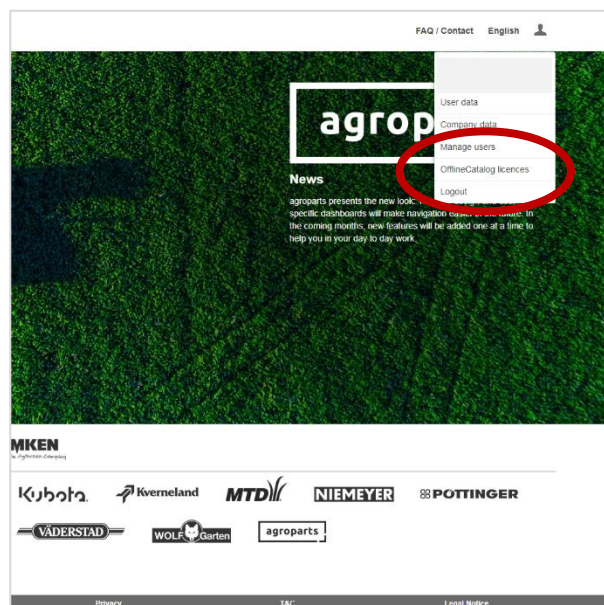 FAQ / Contact English
User data
Company data
Manage users
OfflineCatalog licences
Logout
agrop
News
agroparts presents the new look.
specific dashboards will make navigation easier in the future. In
the coming months, new features will be added one at a time to
help you in your day to day work.
MKEN
Kubota Kverneland MTD NIEMEYER PÖTTINGER
VÄDERSTAD WOLF Garten agroparts
Privacy T&C Legal Notice